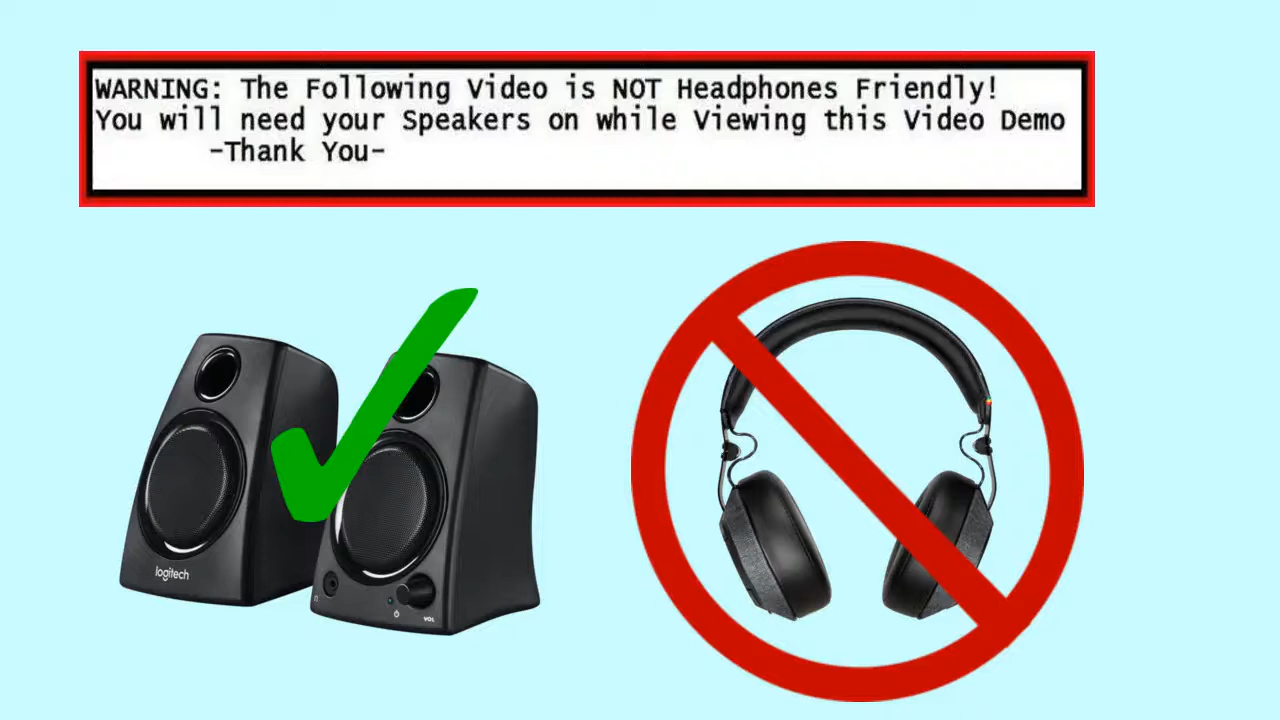 WARNING: The Following Video is NOT Headphones Friendly!
You will need your Speakers on while Viewing this Video Demo
-Thank You-
logitech
VOL